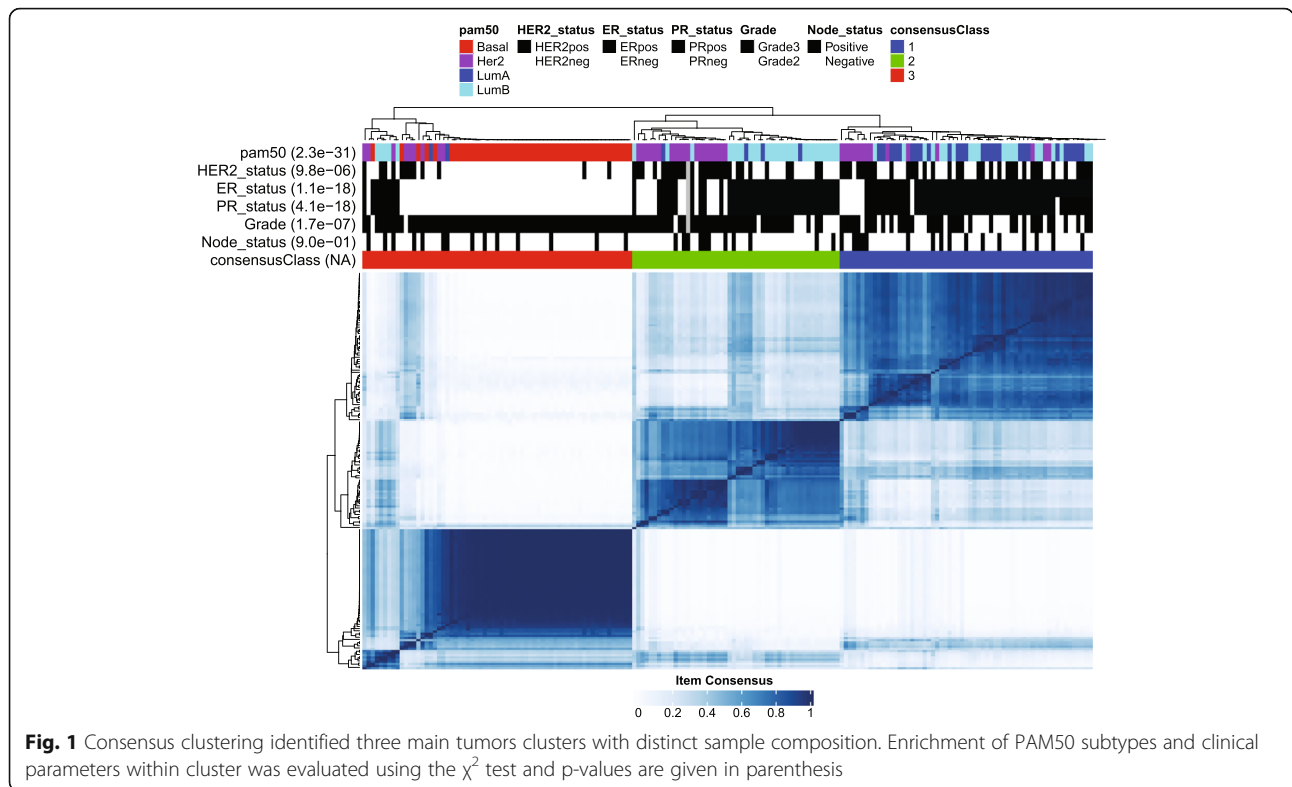 pam50 HER2_status ER_status PR_status Grade Node_status consensusClass
Basal HER2pos ERpos PRpos Grade3 Positive 1
Her2 HER2neg ERneg PRneg Grade2 Negative 2
LumA 3
LumB
pam50 (2.3e−31)
HER2_status (9.8e−06)
ER_status (1.1e−18)
PR_status (4.1e−18)
Grade (1.7e−07)
Node_status (9.0e−01)
consensusClass (NA)
Item Consensus
0 0.2 0.4 0.6 0.8 1
Fig. 1 Consensus clustering identified three main tumors clusters with distinct sample composition. Enrichment of PAM50 subtypes and clinical
parameters within cluster was evaluated using the χ² test and p-values are given in parenthesis